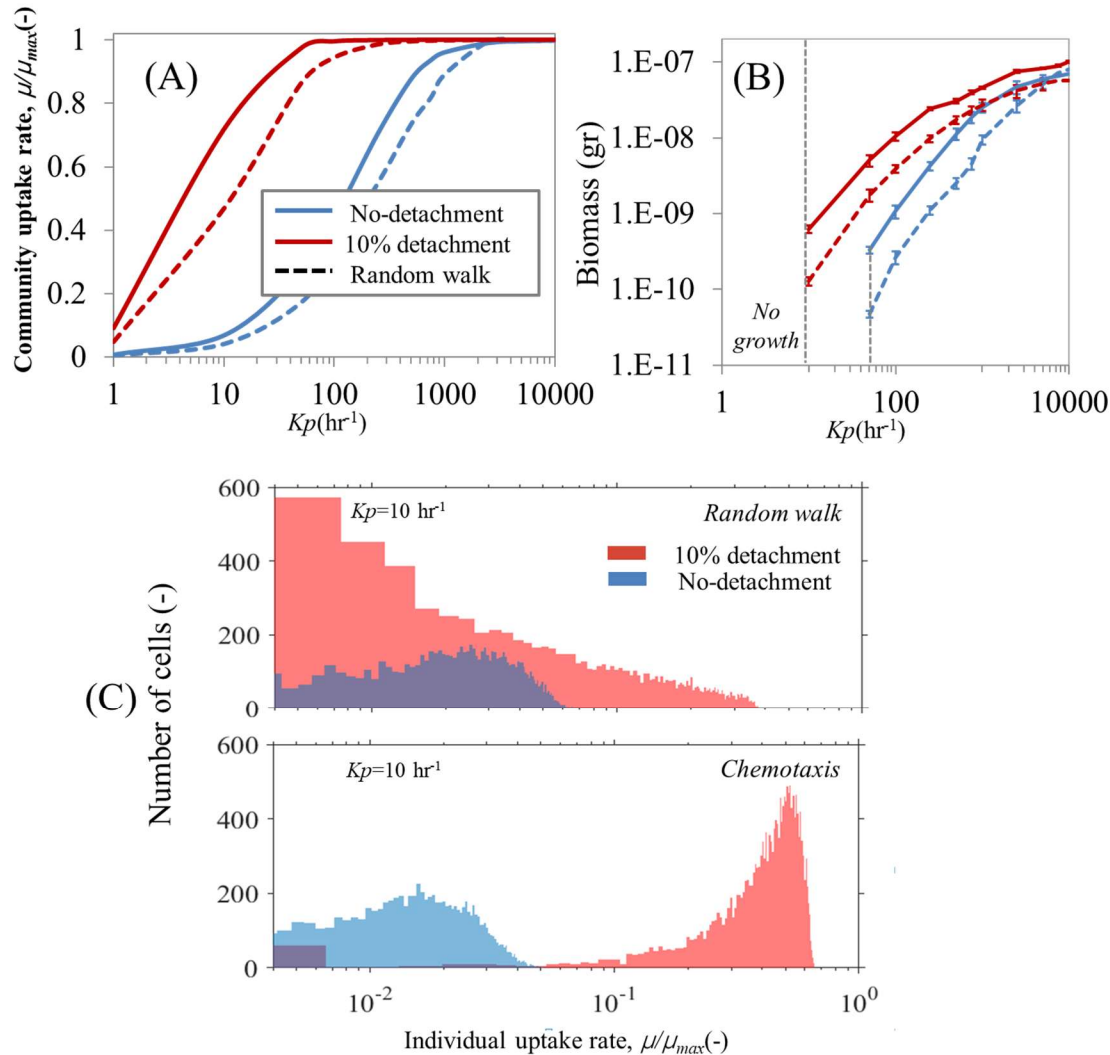 (A)
Community uptake rate, μ/μmax(-)
1
0.8
0.6
0.4
0.2
0
No-detachment
10% detachment
Random walk
1 10 100 1000 10000
Kp(hr-1)
(B)
Biomass (gr)
1.E-07
1.E-08
1.E-09
1.E-10
1.E-11
No
growth
1 100 10000
Kp(hr-1)
(C)
Number of cells (-)
600
400
200
0
Kp=10 hr-1
Random walk
10% detachment
No-detachment
600
400
200
0
Kp=10 hr-1
Chemotaxis
10-2 10-1 100
Individual uptake rate, μ/μmax(-)